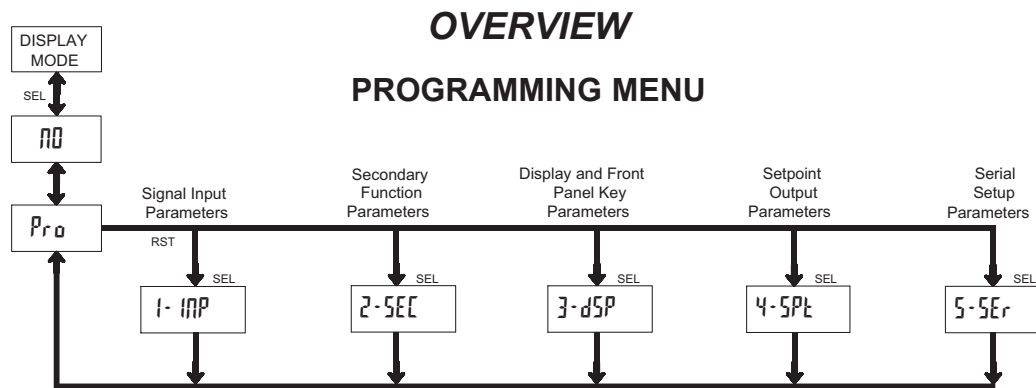 OVERVIEW
PROGRAMMING MENU
DISPLAY
MODE
SEL
NO
Pro
Signal Input
Parameters
Secondary
Function
Parameters
Display and Front
Panel Key
Parameters
Setpoint
Output
Parameters
Serial
Setup
Parameters
RST
SEL
SEL
SEL
SEL
SEL
1-INP
2-SEC
3-dSP
4-SPt
5-SEr